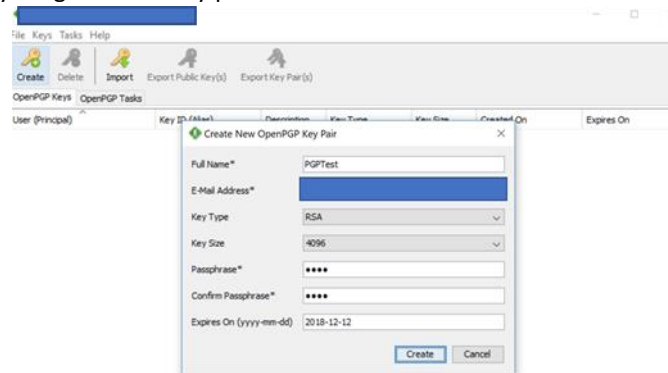 File Keys Tasks Help
Create Delete Import Export Public Key(s) Export Key Pair(s)
OpenPGP Keys OpenPGP Tasks
User (Principal) Key ID (Alias) Description Key Type Key Size Created On Expires On
Create New OpenPGP Key Pair
Full Name* PGPTest
E-Mail Address*
Key Type RSA
Key Size 4096
Passphrase* ••••
Confirm Passphrase* ••••
Expires On (yyyy-mm-dd) 2018-12-12
Create Cancel